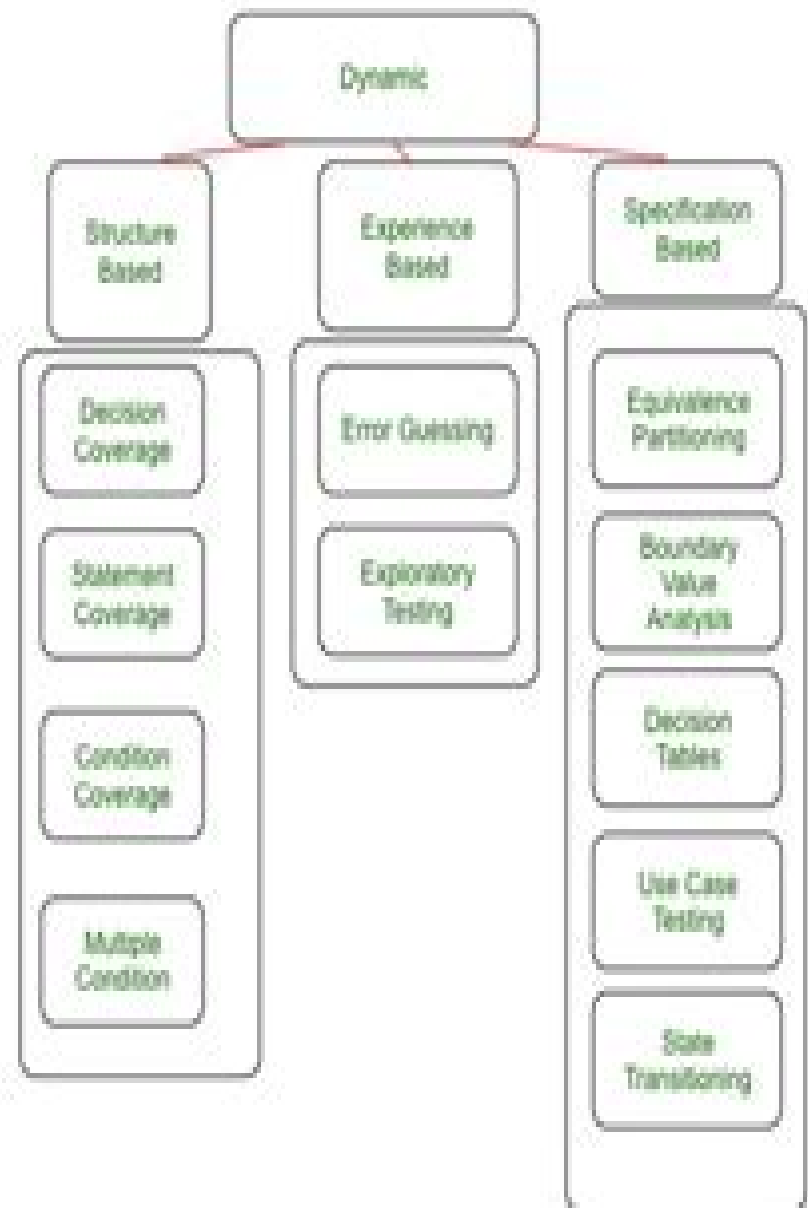 Dynamic
Structure
Based
Decision
Coverage
Statement
Coverage
Condition
Coverage
Multiple
Condition
Experience
Based
Error Guessing
Exploratory
Testing
Specification
Based
Equivalence
Partitioning
Boundary
Value
Analysis
Decision
Tables
Use Case
Testing
State
Transitioning